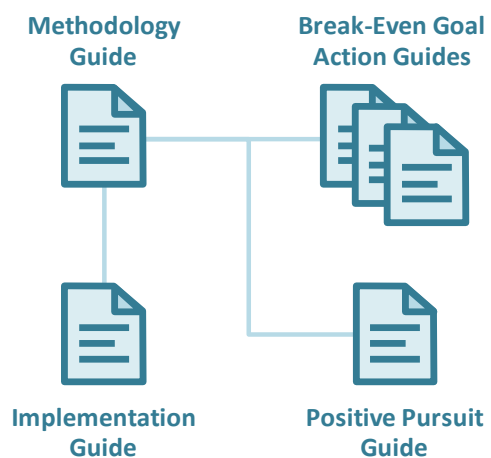 Methodology
Guide
Break-Even Goal
Action Guides
Implementation
Guide
Positive Pursuit
Guide